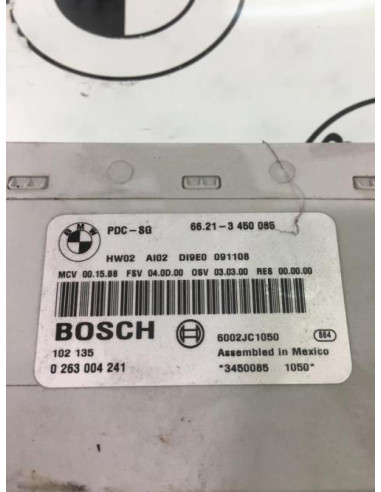 BMW PDC-SG 66.21-3 450 085
HW02 AI02 DI9E0 091108
MCV 00.15.88 FSV 04.0D.00 OSV 03.03.00 RES 00.00.00
BOSCH 6002JC1050 664
102 135 Assembled in Mexico
0 263 004 241 *3450085 1050*